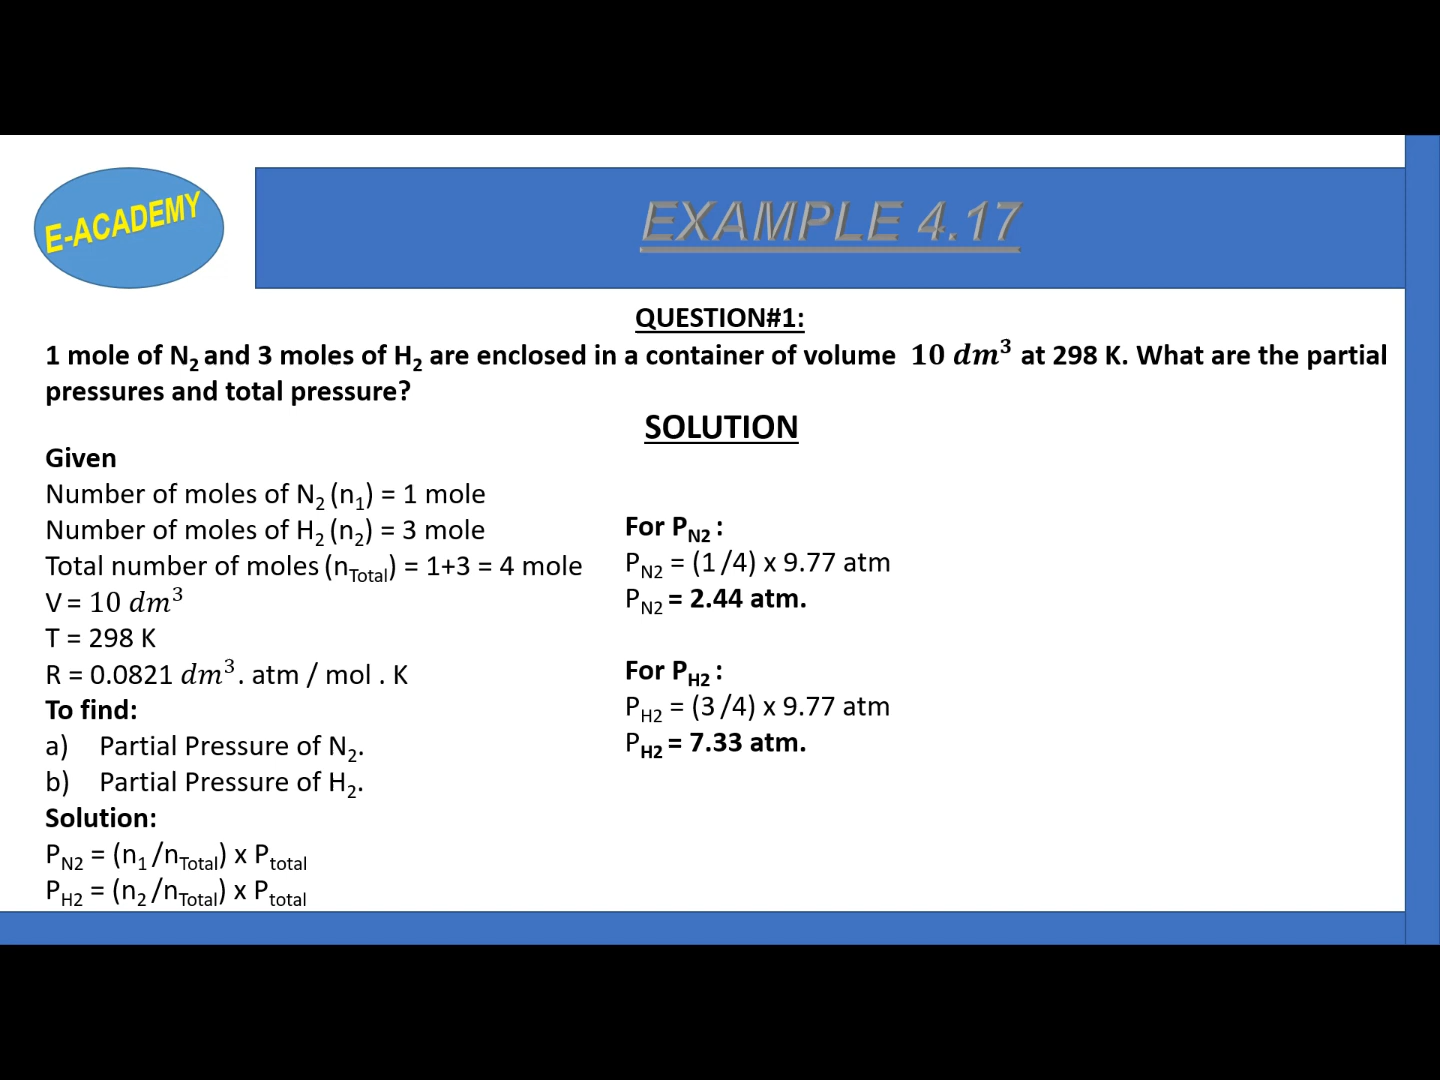 E-ACADEMY
EXAMPLE 4.17
QUESTION#1:
1 mole of N₂ and 3 moles of H₂ are enclosed in a container of volume 10 dm³ at 298 K. What are the partial
pressures and total pressure?
SOLUTION
Given
Number of moles of N₂ (n₁) = 1 mole
Number of moles of H₂ (n₂) = 3 mole
Total number of moles (nTotal) = 1+3 = 4 mole
V = 10 dm³
T = 298 K
R = 0.0821 dm³. atm / mol . K
To find:
a) Partial Pressure of N₂.
b) Partial Pressure of H₂.
Solution:
PN2 = (n₁ /nTotal) x Ptotal
PH2 = (n₂ /nTotal) x Ptotal
For PN2 :
PN2 = (1 /4) x 9.77 atm
PN2 = 2.44 atm.
For PH2 :
PH2 = (3 /4) x 9.77 atm
PH2 = 7.33 atm.